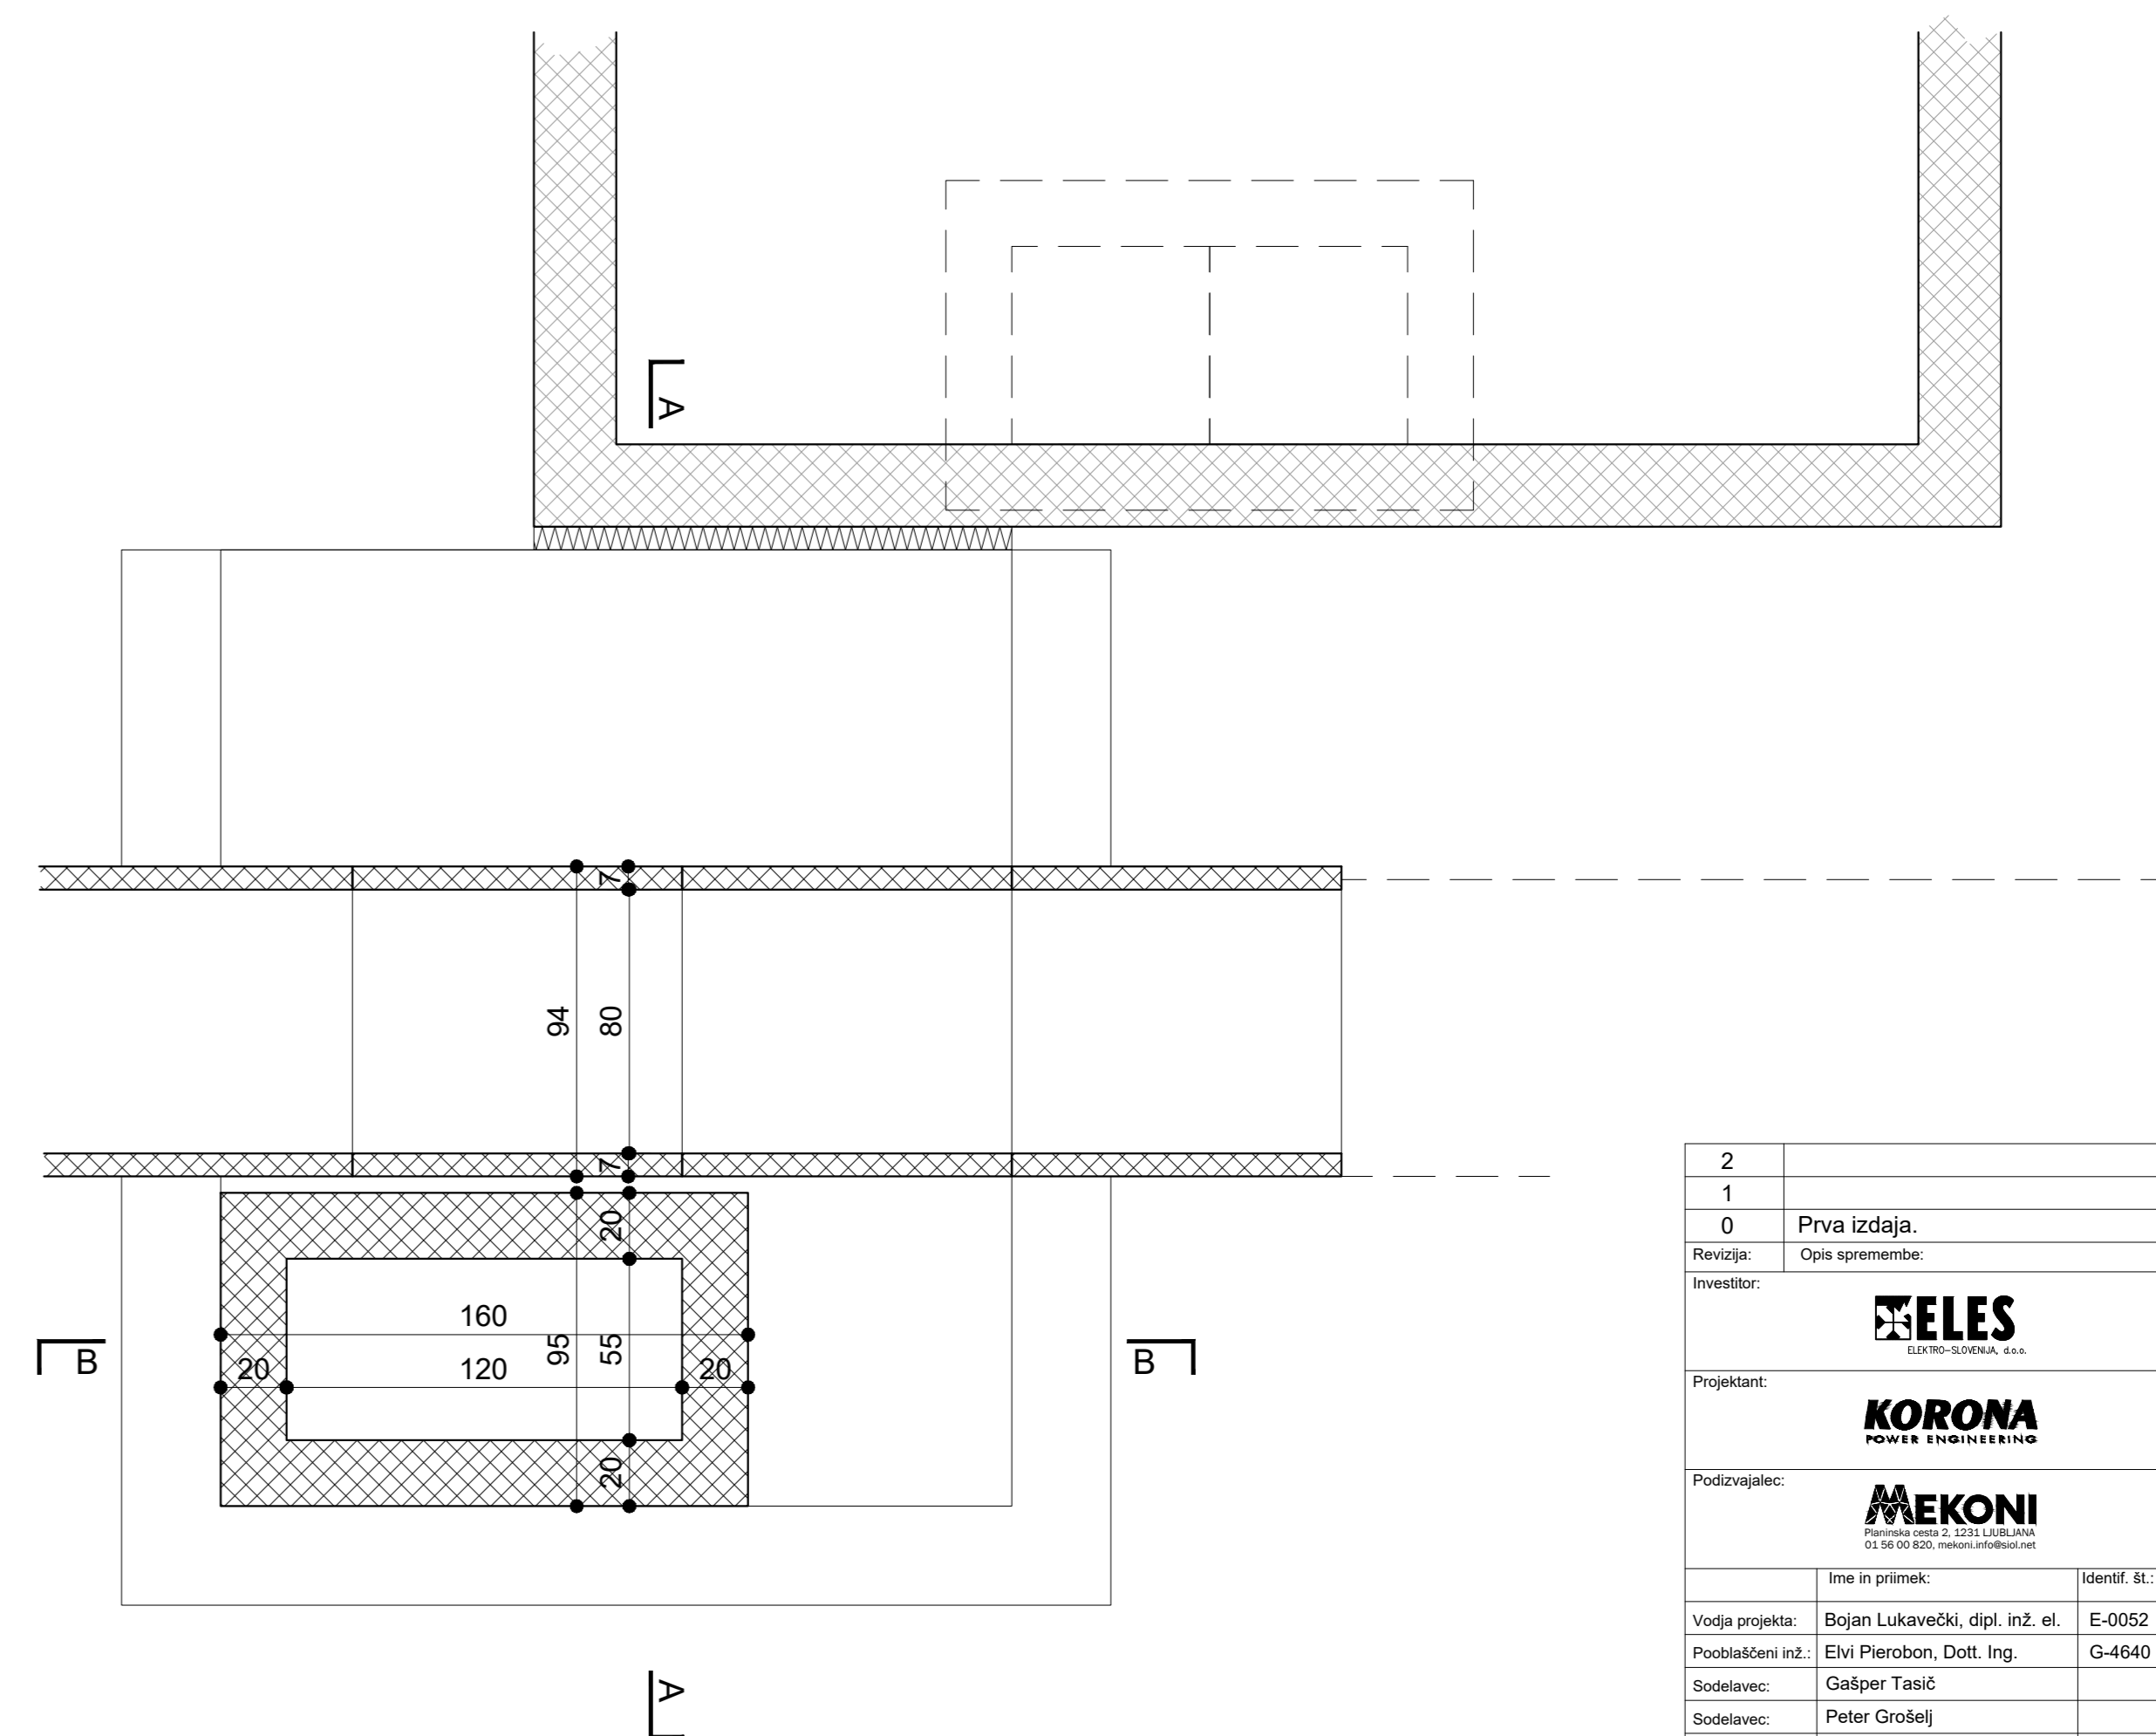 A
7
94
80
7
20
160
95
55
20
120
20
20
B
B
A
2
1
0 Prva izdaja.
Revizija: Opis spremembe:
Investitor:
ELES
ELEKTRO-SLOVENIJA, d.o.o.
Projektant:
KORONA
POWER ENGINEERING
Podizvajalec:
MEKONI
Planinska cesta 2, 1231 LJUBLJANA
01 56 00 820, mekoni.info@siol.net
Ime in priimek: Identif. št.:
Vodja projekta: Bojan Lukavečki, dipl. inž. el. E-0052
Pooblaščeni inž.: Elvi Pierobon, Dott. Ing. G-4640
Sodelavec: Gašper Tasič
Sodelavec: Peter Grošelj